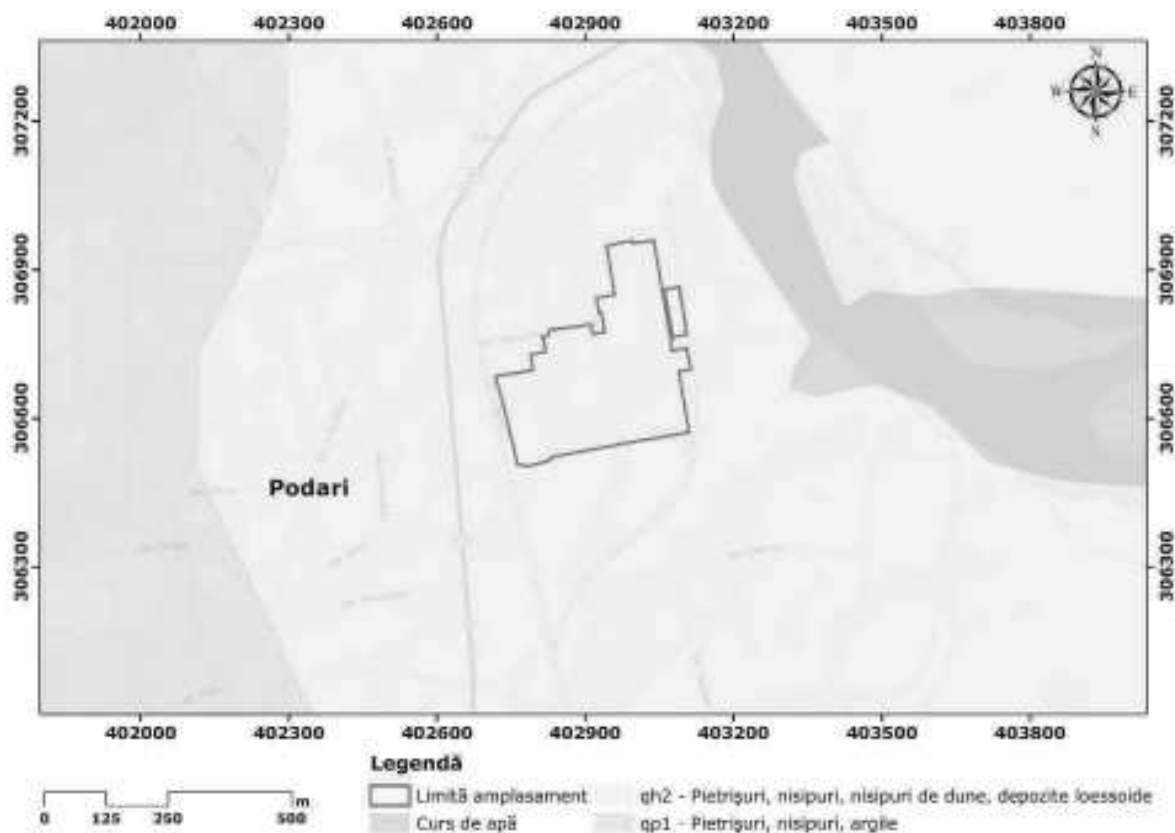 402000 402300 402600 402900 403200 403500 403800
N
W E
N
307200 307200
306900 306900
306600 306600
Podari
306300 306300
402000 402300 402600 402900 403200 403500 403800
Legendă
Limită amplasament qh2 - Pietrișuri, nisipuri, nisipuri de dune, depozite loessoide
Curs de apă qp1 - Pietrișuri, nisipuri, argile
m
0 125 250 500